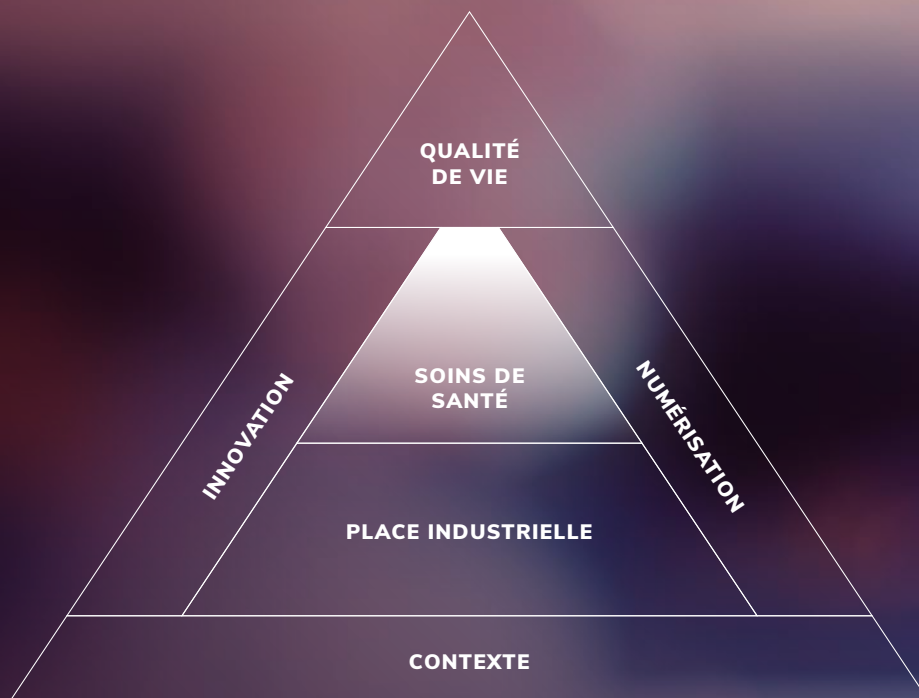 QUALITÉ
DE VIE
SOINS DE
SANTÉ
INNOVATION
NUMÉRISATION
PLACE INDUSTRIELLE
CONTEXTE